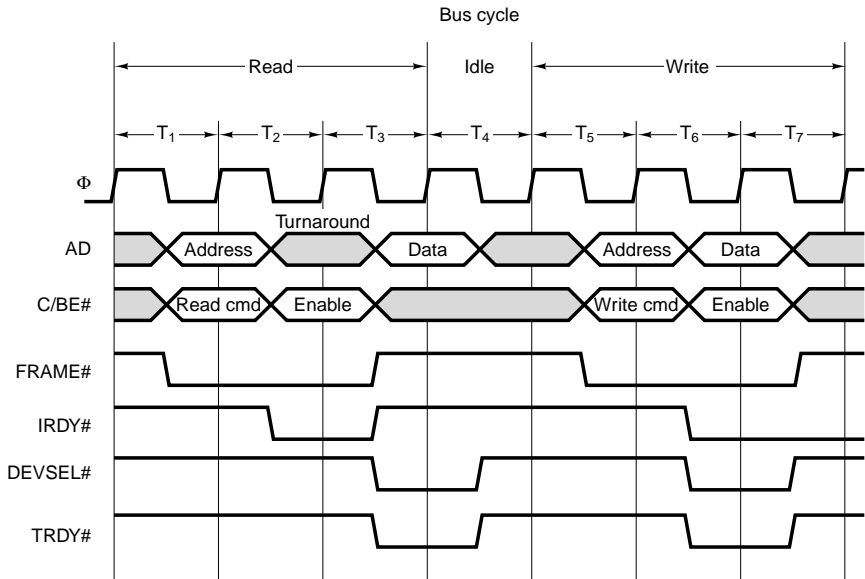 Bus cycle
Read Idle Write
T1 T2 T3 T4 T5 T6 T7
Φ
Turnaround
AD Address Data Address Data
C/BE# Read cmd Enable Write cmd Enable
FRAME#
IRDY#
DEVSEL#
TRDY#